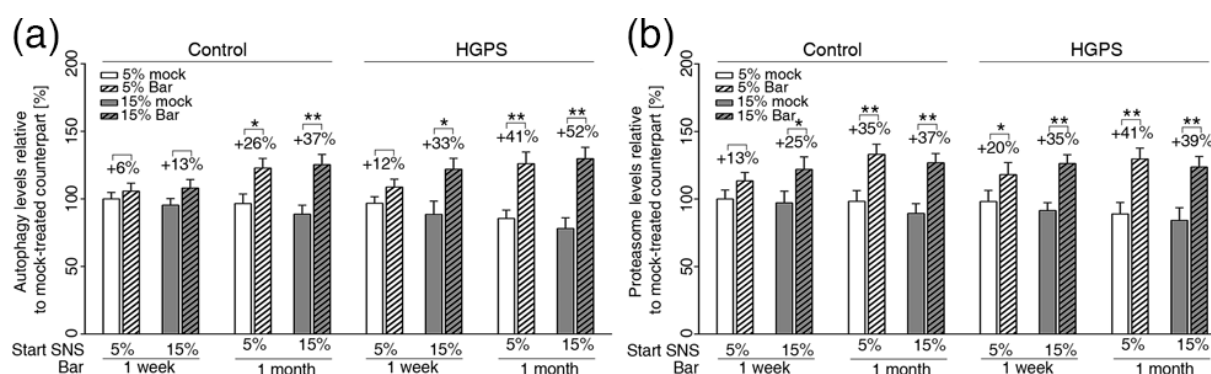 (a)
Control HGPS
Autophagy levels relative
to mock-treated counterpart [%]
200
150
100
50
0
5% mock
5% Bar
15% mock
15% Bar
+6%
+13%
*
+26%
**
+37%
+12%
*
+33%
**
+41%
**
+52%
Start SNS 5% 15% 5% 15% 5% 15% 5% 15%
Bar 1 week 1 month 1 week 1 month
(b)
Control HGPS
Proteasome levels relative
to mock-treated counterpart [%]
200
150
100
50
0
5% mock
5% Bar
15% mock
15% Bar
+13%
*
+25%
**
+35%
**
+37%
*
+20%
**
+35%
**
+41%
**
+39%
Start SNS 5% 15% 5% 15% 5% 15% 5% 15%
Bar 1 week 1 month 1 week 1 month